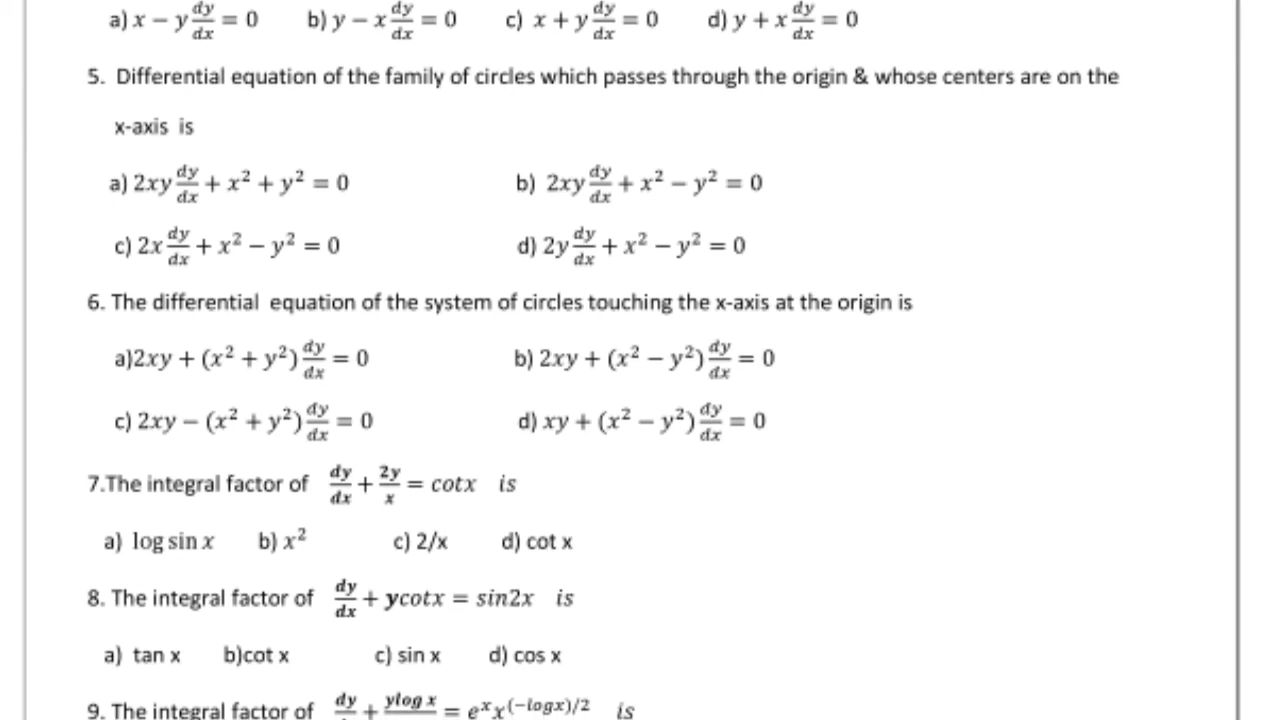 a) x − y dy/dx = 0 b) y − x dy/dx = 0 c) x + y dy/dx = 0 d) y + x dy/dx = 0
5. Differential equation of the family of circles which passes through the origin & whose centers are on the
x-axis is
a) 2xy dy/dx + x² + y² = 0 b) 2xy dy/dx + x² − y² = 0
c) 2x dy/dx + x² − y² = 0 d) 2y dy/dx + x² − y² = 0
6. The differential equation of the system of circles touching the x-axis at the origin is
a)2xy + (x² + y²) dy/dx = 0 b) 2xy + (x² − y²) dy/dx = 0
c) 2xy − (x² + y²) dy/dx = 0 d) xy + (x² − y²) dy/dx = 0
7.The integral factor of dy/dx + 2y/x = cotx is
a) log sin x b) x² c) 2/x d) cot x
8. The integral factor of dy/dx + ycotx = sin2x is
a) tan x b)cot x c) sin x d) cos x
9. The integral factor of dy + ylog x = eˣx^(−logx)/2 is